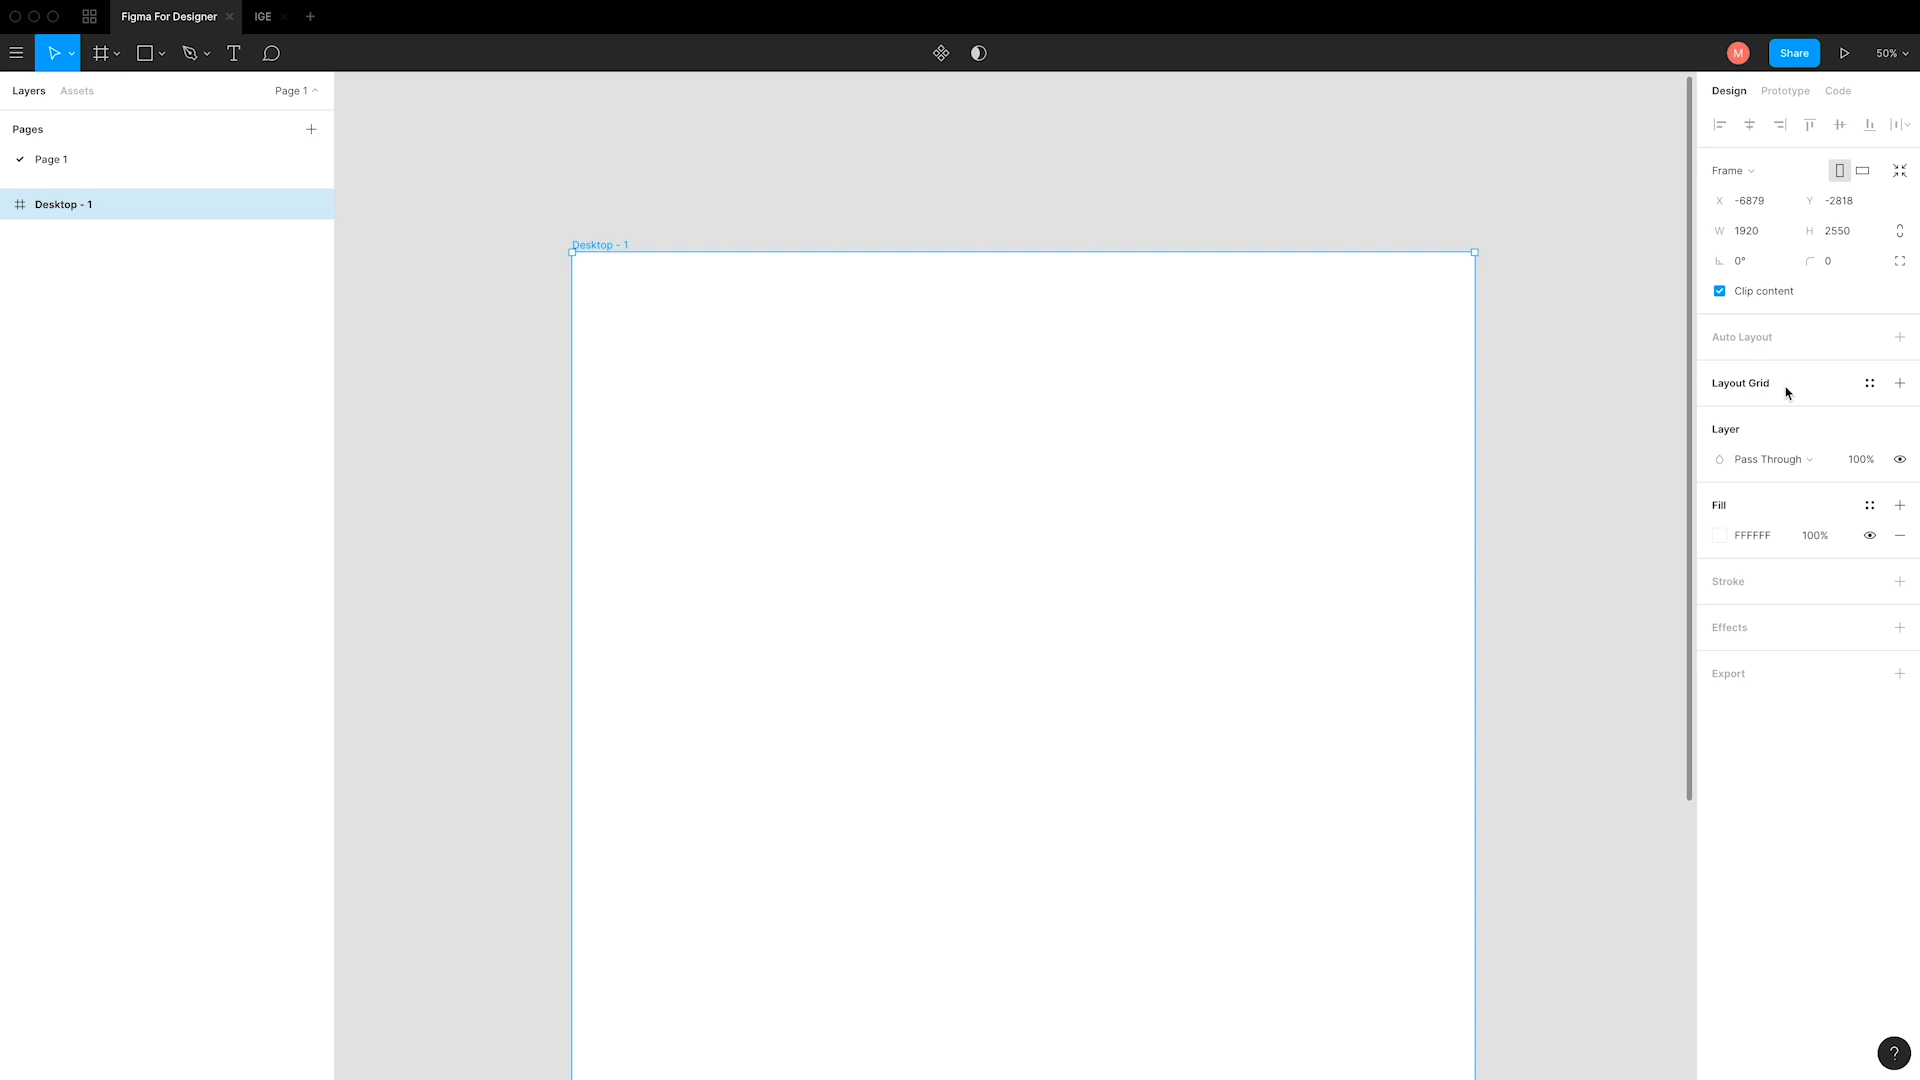 Figma For Designer
IGE
M
Share
50%
Layers
Assets
Page 1
Pages
Page 1
Desktop - 1
Desktop - 1
Design
Prototype
Code
Frame
X -6879
Y -2818
W 1920
H 2550
0°
0
Clip content
Auto Layout
Layout Grid
Layer
Pass Through
100%
Fill
FFFFFF
100%
Stroke
Effects
Export
?